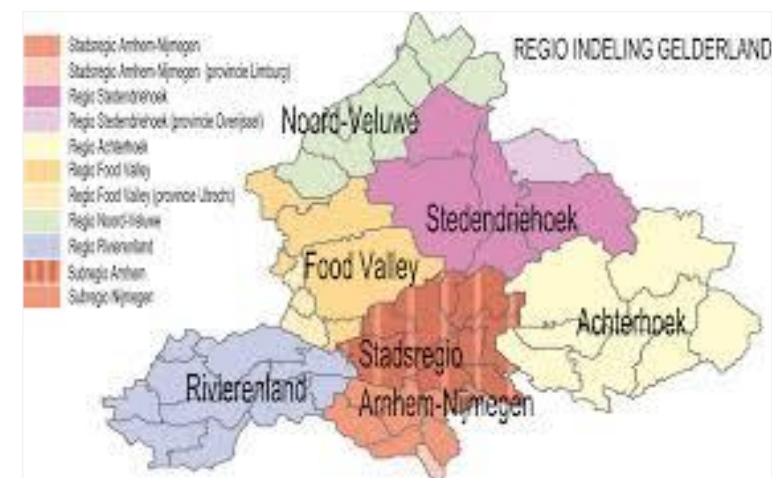 REGIO INDELING GELDERLAND
Stadsregio Arnhem-Nijmegen
Stadsregio Arnhem-Nijmegen (provincie Limburg)
Regio Stedendriehoek
Regio Stedendriehoek (provincie Overijssel)
Regio Achterhoek
Regio Food Valley
Regio Food Valley (provincie Utrecht)
Regio Noord-Veluwe
Regio Rivierenland
Subregio Arnhem
Subregio Nijmegen
Noord-Veluwe
Stedendriehoek
Food Valley
Achterhoek
Stadsregio
Arnhem-Nijmegen
Rivierenland